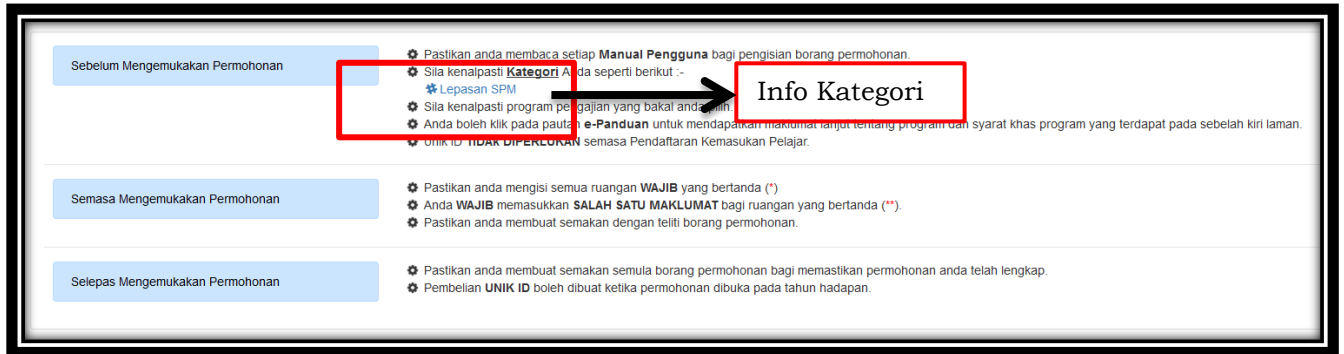 Sebelum Mengemukakan Permohonan
Pastikan anda membaca setiap Manual Pengguna bagi pengisian borang permohonan.
Sila kenalpasti Kategori Anda seperti berikut :-
Lepasan SPM
Sila kenalpasti program pengajian yang bakal anda pilih.
Anda boleh klik pada pautan e-Panduan untuk mendapatkan maklumat lanjut tentang program dan syarat khas program yang terdapat pada sebelah kiri laman.
Unik ID TIDAK DIPERLUKAN semasa Pendaftaran Kemasukan Pelajar.
Info Kategori
Semasa Mengemukakan Permohonan
Pastikan anda mengisi semua ruangan WAJIB yang bertanda (*)
Anda WAJIB memasukkan SALAH SATU MAKLUMAT bagi ruangan yang bertanda (**).
Pastikan anda membuat semakan dengan teliti borang permohonan.
Selepas Mengemukakan Permohonan
Pastikan anda membuat semakan semula borang permohonan bagi memastikan permohonan anda telah lengkap.
Pembelian UNIK ID boleh dibuat ketika permohonan dibuka pada tahun hadapan.